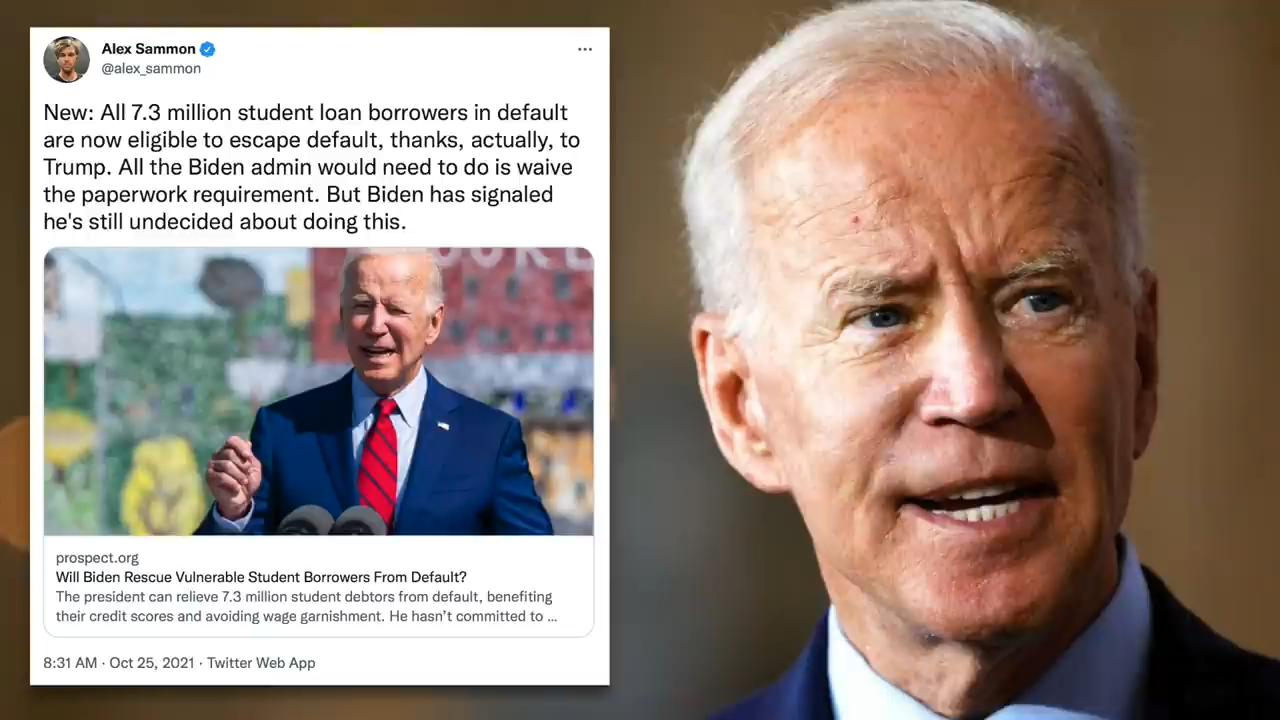 Alex Sammon
@alex_sammon
New: All 7.3 million student loan borrowers in default
are now eligible to escape default, thanks, actually, to
Trump. All the Biden admin would need to do is waive
the paperwork requirement. But Biden has signaled
he's still undecided about doing this.
prospect.org
Will Biden Rescue Vulnerable Student Borrowers From Default?
The president can relieve 7.3 million student debtors from default, benefiting
their credit scores and avoiding wage garnishment. He hasn't committed to ...
8:31 AM · Oct 25, 2021 · Twitter Web App